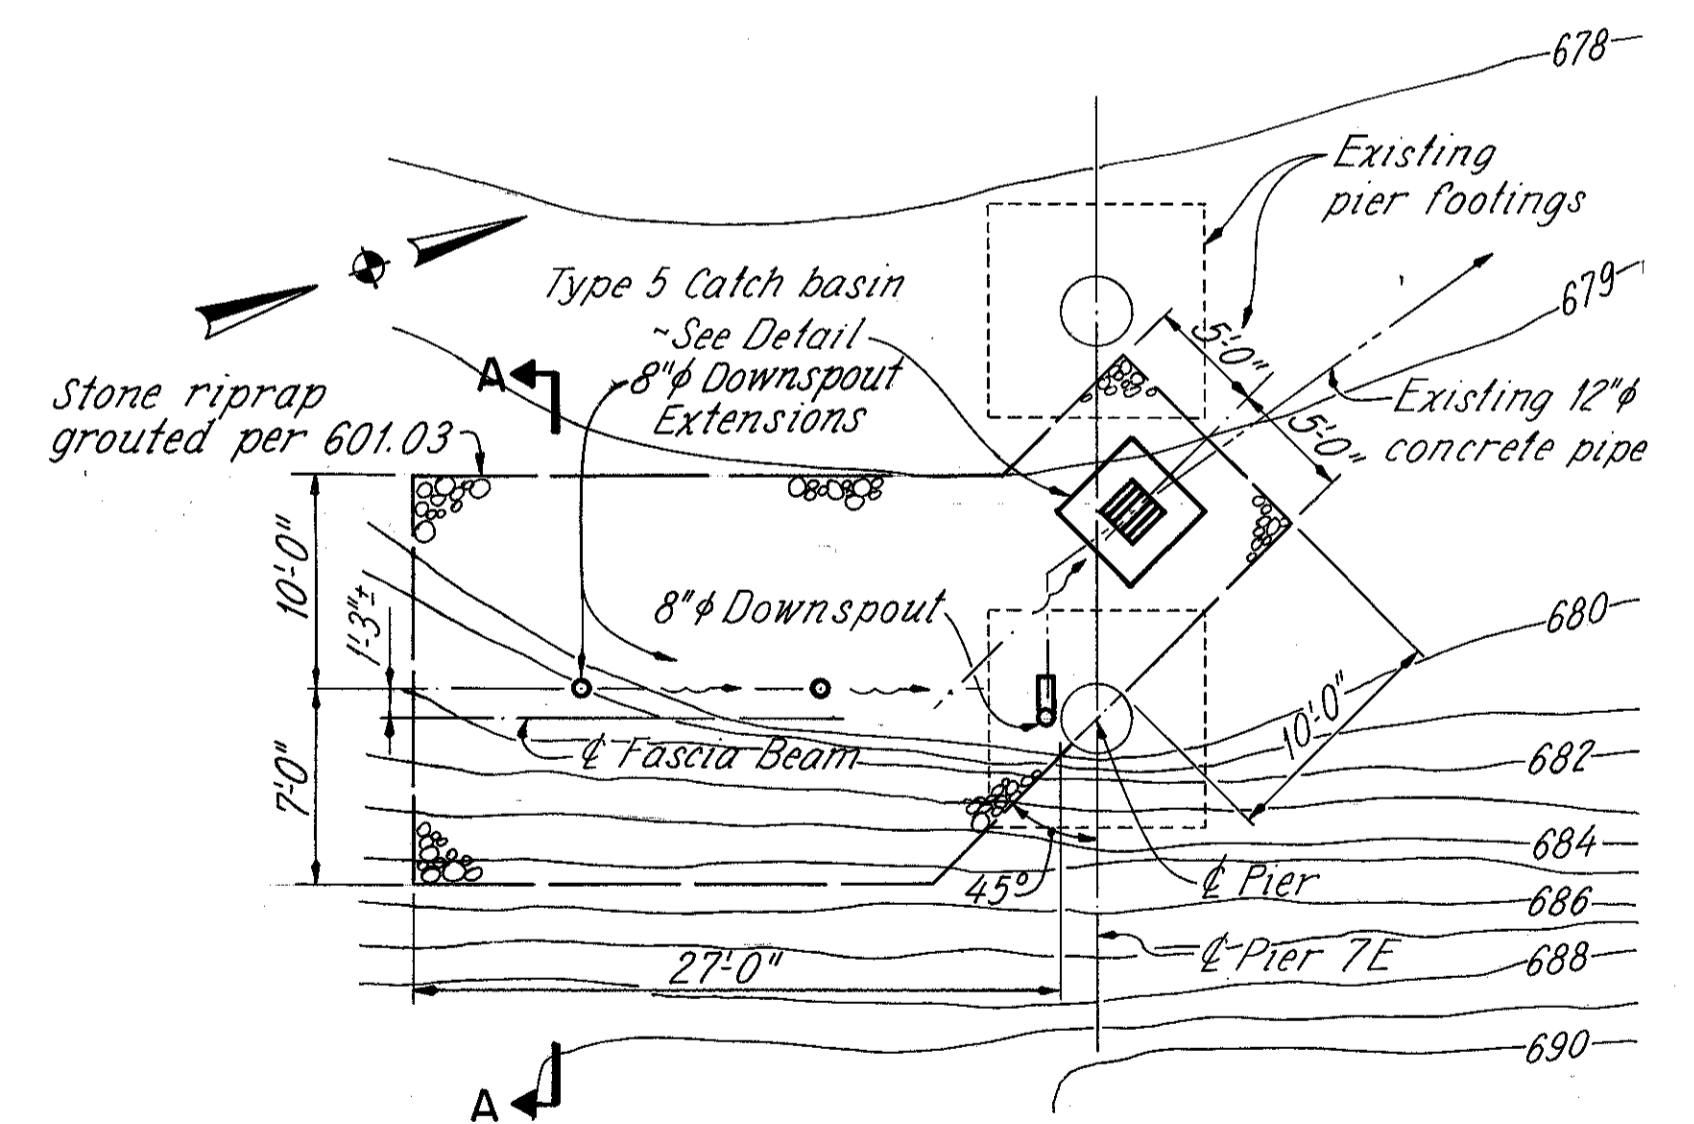 678
Existing
pier footings
679
Type 5 Catch basin
~See Detail
5'-0"
A
8"ϕ Downspout
Extensions
Stone riprap
grouted per 601.03
Existing 12"ϕ
concrete pipe
5'-0"
10'-0"
1'-3"±
8"ϕ Downspout
680
10'-0"
℄ Fascia Beam
7'-0"
682
684
45°
℄ Pier
686
℄ Pier 7E
688
27'-0"
690
A